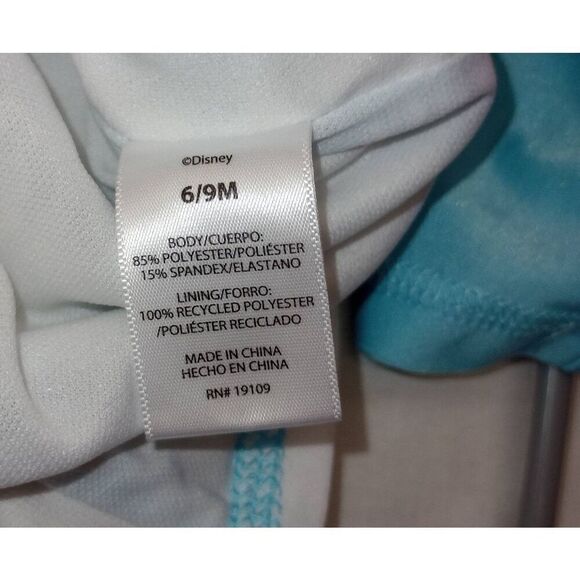 ©Disney
6/9M
BODY/CUERPO:
85% POLYESTER/POLIÉSTER
15% SPANDEX/ELASTANO
LINING/FORRO:
100% RECYCLED POLYESTER
/POLIÉSTER RECICLADO
MADE IN CHINA
HECHO EN CHINA
RN# 19109